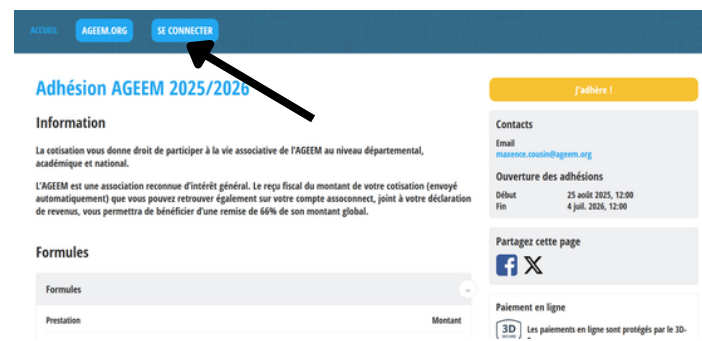 ACCUEIL
AGEEM.ORG
SE CONNECTER
Adhésion AGEEM 2025/2026
Information
La cotisation vous donne droit de participer à la vie associative de l'AGEEM au niveau départemental,
académique et national.
L'AGEEM est une association reconnue d'intérêt général. Le reçu fiscal du montant de votre cotisation (envoyé
automatiquement) que vous pouvez retrouver également sur votre compte assoconnect, joint à votre déclaration
de revenus, vous permettra de bénéficier d'une remise de 66% de son montant global.
Formules
Formules
Prestation Montant
J'adhère !
Contacts
Email
maxence.cousin@ageem.org
Ouverture des adhésions
Début 25 août 2025, 12:00
Fin 4 juil. 2026, 12:00
Partagez cette page
Paiement en ligne
3D
SECURE
Les paiements en ligne sont protégés par le 3D-